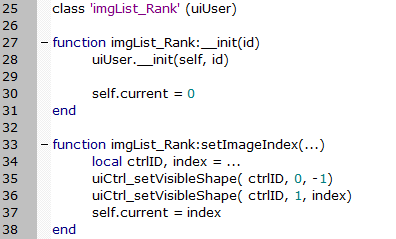 25 class 'imgList_Rank' (uiUser)
26
27 function imgList_Rank:__init(id)
28 uiUser.__init(self, id)
29
30 self.current = 0
31 end
32
33 function imgList_Rank:setImageIndex(...)
34 local ctrlID, index = ...
35 uiCtrl_setVisibleShape( ctrlID, 0, -1)
36 uiCtrl_setVisibleShape( ctrlID, 1, index)
37 self.current = index
38 end